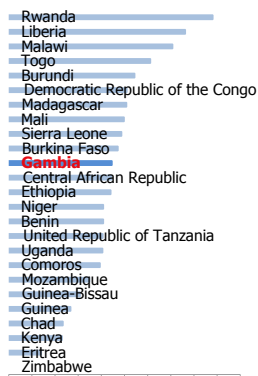 Rwanda
Liberia
Malawi
Togo
Burundi
Democratic Republic of the Congo
Madagascar
Mali
Sierra Leone
Burkina Faso
Gambia
Central African Republic
Ethiopia
Niger
Benin
United Republic of Tanzania
Uganda
Comoros
Mozambique
Guinea-Bissau
Guinea
Chad
Kenya
Eritrea
Zimbabwe